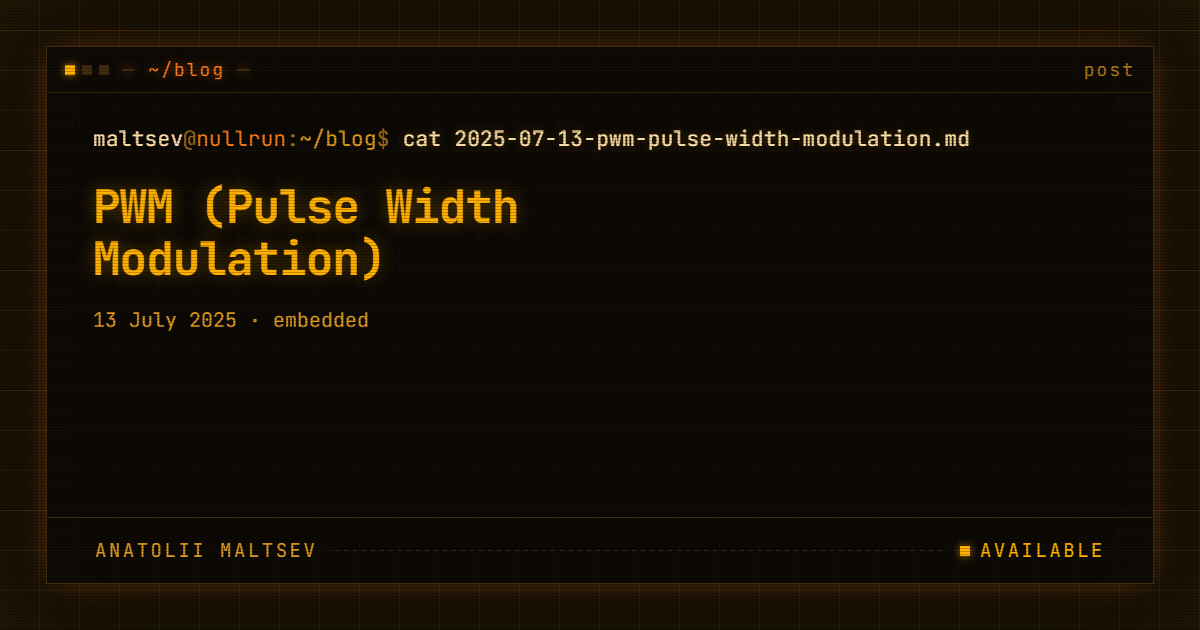 — ~/blog —
post
maltsev@nullrun:~/blog$ cat 2025-07-13-pwm-pulse-width-modulation.md
PWM (Pulse Width
Modulation)
13 July 2025 · embedded
ANATOLII MALTSEV
AVAILABLE